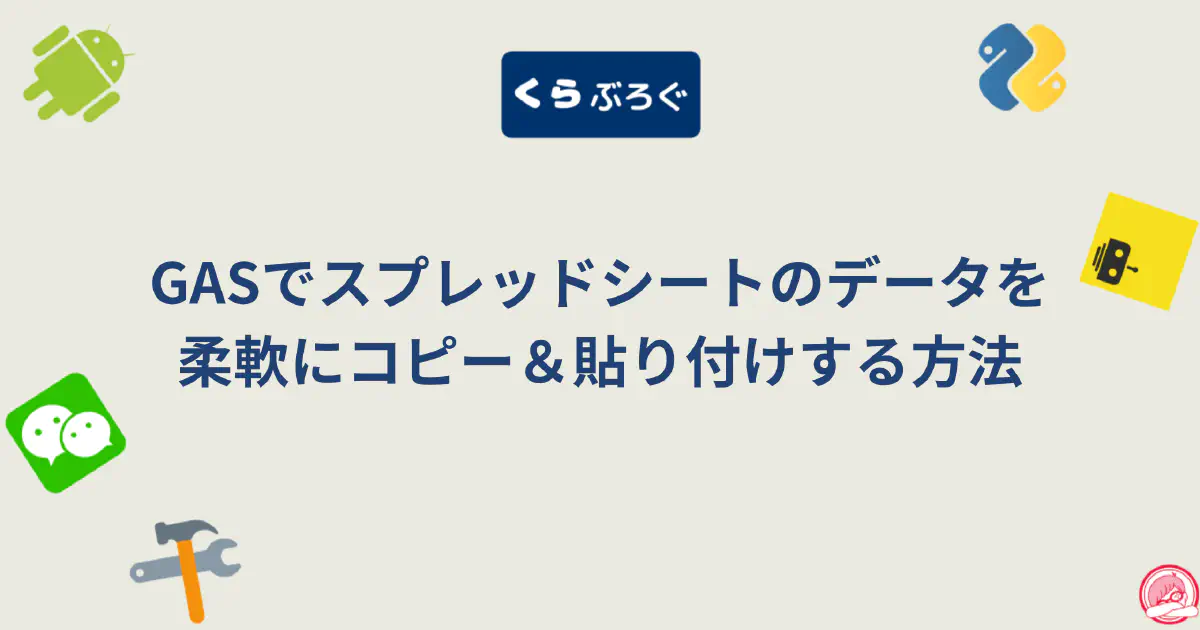 くらぶろぐ
GASでスプレッドシートのデータを
柔軟にコピー＆貼り付けする方法